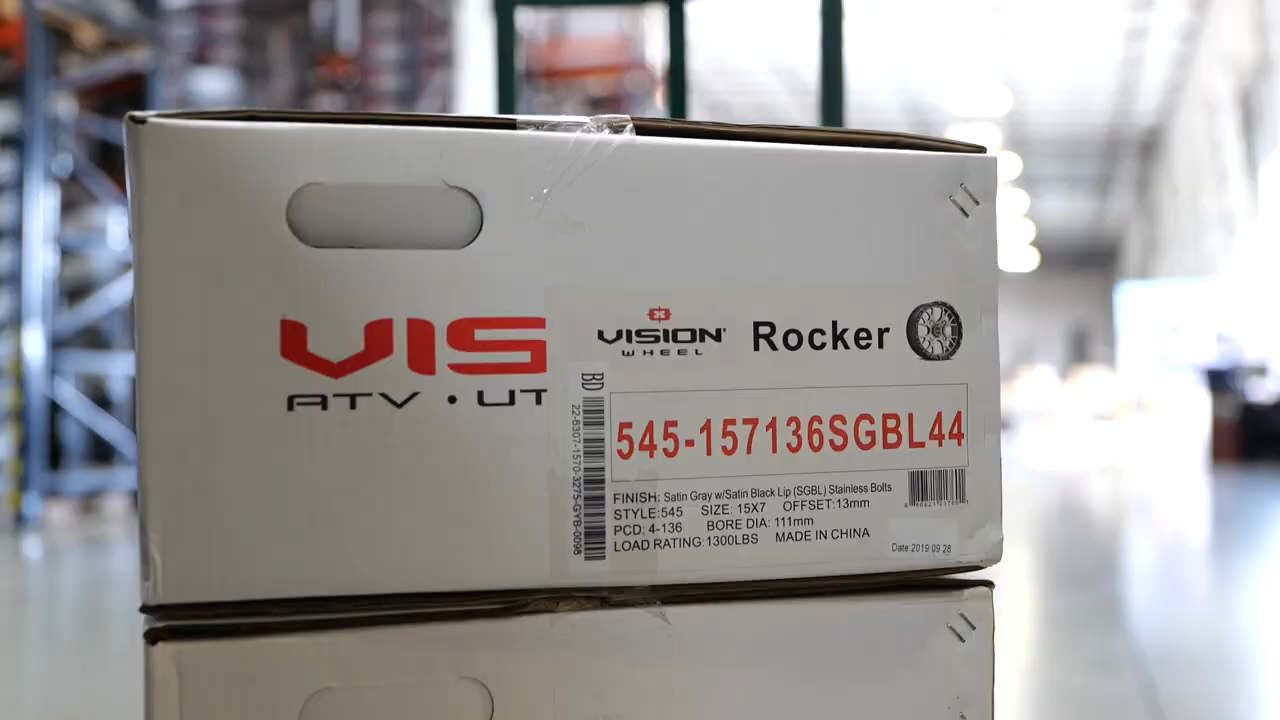 VIS
ATV • UT
VISION
WHEEL
Rocker
545-157136SGBL44
BD
22-6307-1570-3275-GYB-0096
FINISH: Satin Gray w/Satin Black Lip (SGBL) Stainless Bolts
STYLE:545 SIZE: 15X7 OFFSET:13mm
PCD: 4-136 BORE DIA: 111mm
LOAD RATING:1300LBS MADE IN CHINA
Date:2019 09 28